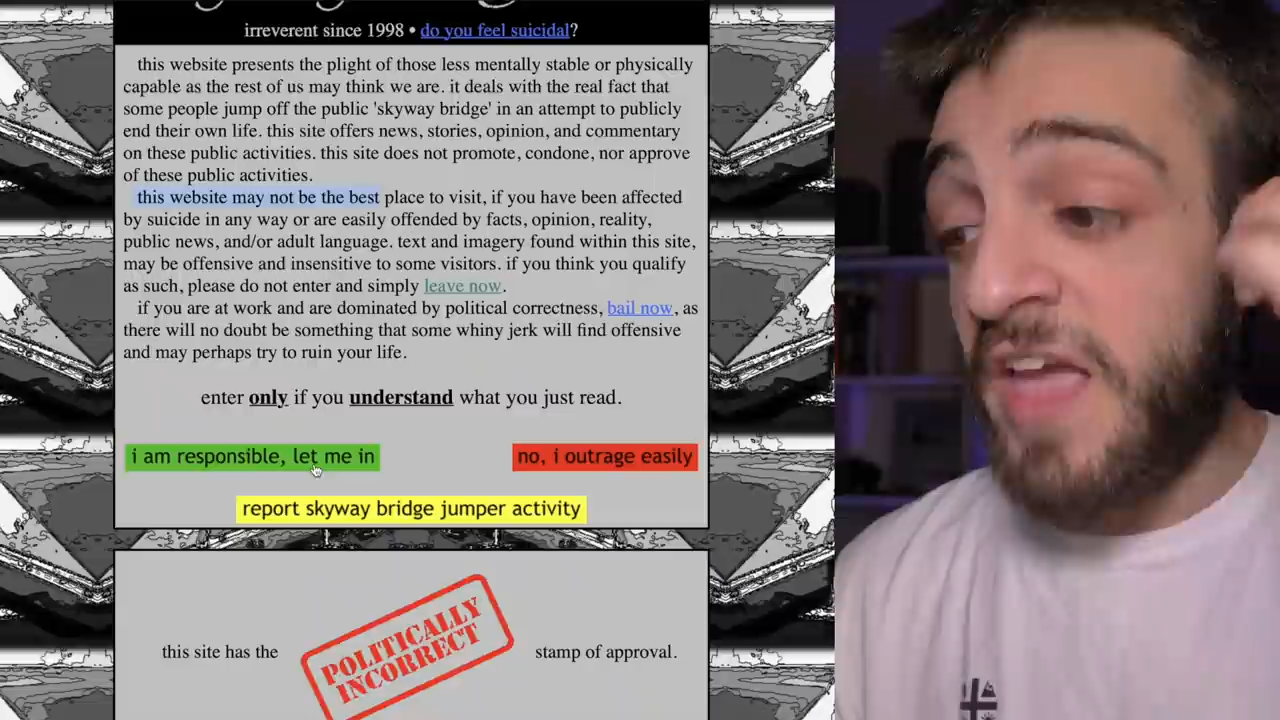 irreverent since 1998 • do you feel suicidal?
this website presents the plight of those less mentally stable or physically
capable as the rest of us may think we are. it deals with the real fact that
some people jump off the public 'skyway bridge' in an attempt to publicly
end their own life. this site offers news, stories, opinion, and commentary
on these public activities. this site does not promote, condone, nor approve
of these public activities.
this website may not be the best place to visit, if you have been affected
by suicide in any way or are easily offended by facts, opinion, reality,
public news, and/or adult language. text and imagery found within this site,
may be offensive and insensitive to some visitors. if you think you qualify
as such, please do not enter and simply leave now.
if you are at work and are dominated by political correctness, bail now, as
there will no doubt be something that some whiny jerk will find offensive
and may perhaps try to ruin your life.
enter only if you understand what you just read.
i am responsible, let me in
no, i outrage easily
report skyway bridge jumper activity
this site has the
POLITICALLY
INCORRECT
stamp of approval.